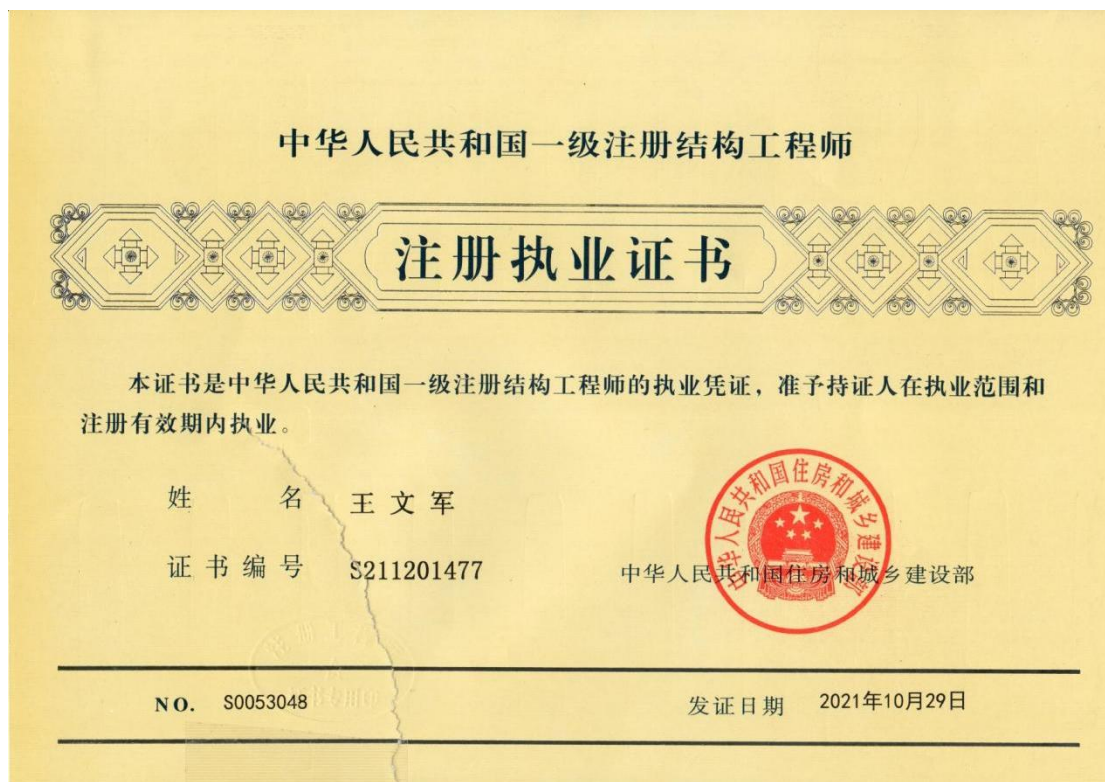 中华人民共和国一级注册结构工程师
注册执业证书
本证书是中华人民共和国一级注册结构工程师的执业凭证，准予持证人在执业范围和
注册有效期内执业。
姓 名 王文军
证书编号 S211201477
中华人民共和国住房和城乡建设部
中华人民共和国住房和城乡建设部
NO. S0053048
发证日期 2021年10月29日